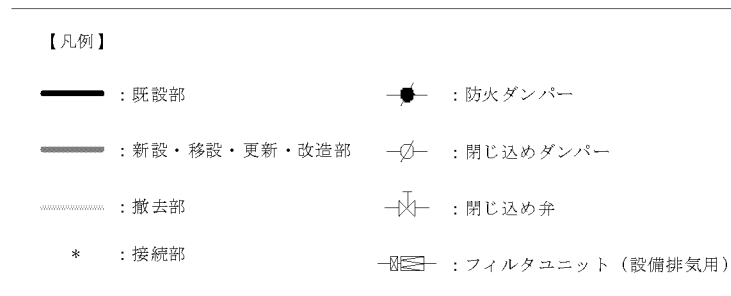 【凡例】
：既設部
：防火ダンパー
：新設・移設・更新・改造部
：閉じ込めダンパー
：撤去部
：閉じ込め弁
* ：接続部
：フィルタユニット（設備排気用）